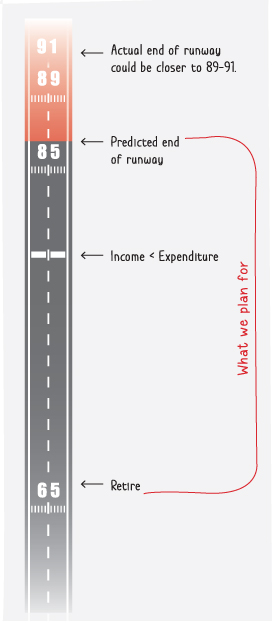 91
Actual end of runway
could be closer to 89-91.
89
85
Predicted end
of runway
Income < Expenditure
What we plan for
65
Retire